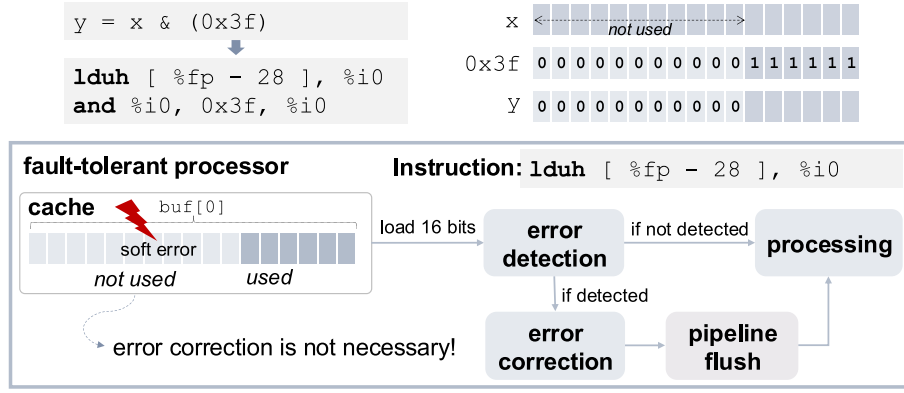 y = x & (0x3f)
lduh [ %fp - 28 ], %i0
and %i0, 0x3f, %i0
x
not used
0x3f 0 0 0 0 0 0 0 0 0 0 0 1 1 1 1 1 1
y 0 0 0 0 0 0 0 0 0 0 0
fault-tolerant processor
Instruction: lduh [ %fp - 28 ], %i0
cache
buf[0]
soft error
not used
used
error correction is not necessary!
load 16 bits
error
detection
if not detected
processing
if detected
error
correction
pipeline
flush